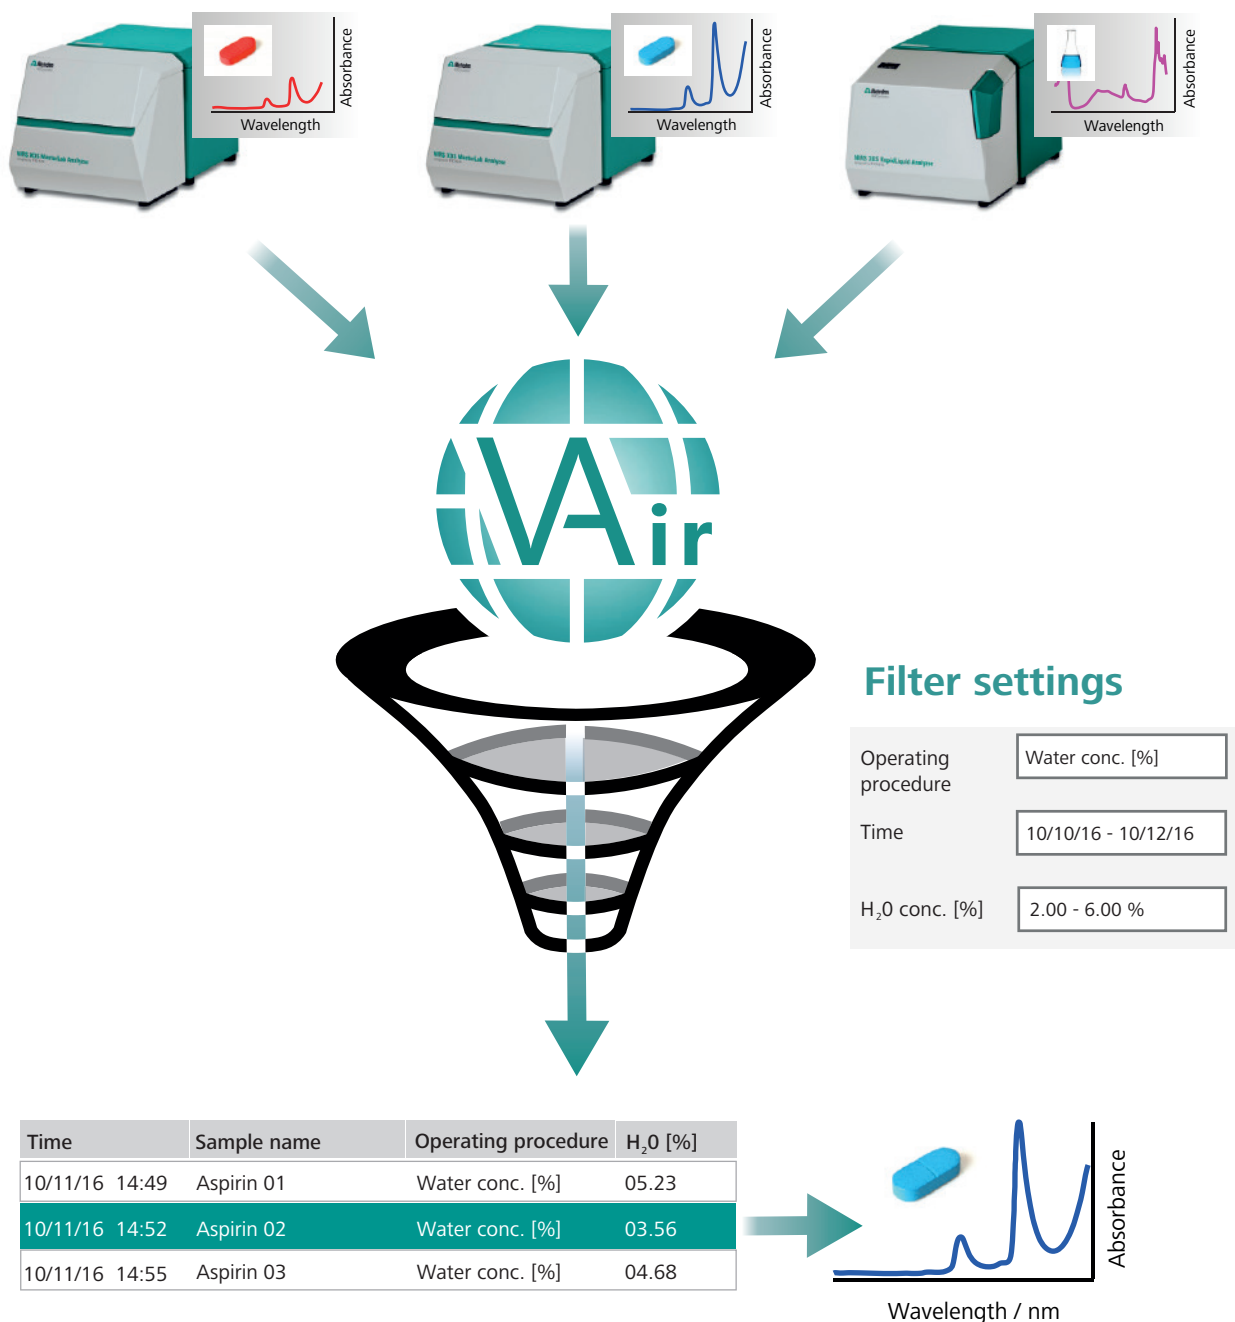 Absorbance
Wavelength
Absorbance
Wavelength
Absorbance
Wavelength
VAir
Filter settings
Operating procedure
Water conc. [%]
Time
10/10/16 - 10/12/16
H₂0 conc. [%]
2.00 - 6.00 %
Time Sample name Operating procedure H₂0 [%]
10/11/16 14:49 Aspirin 01 Water conc. [%] 05.23
10/11/16 14:52 Aspirin 02 Water conc. [%] 03.56
10/11/16 14:55 Aspirin 03 Water conc. [%] 04.68
Absorbance
Wavelength / nm